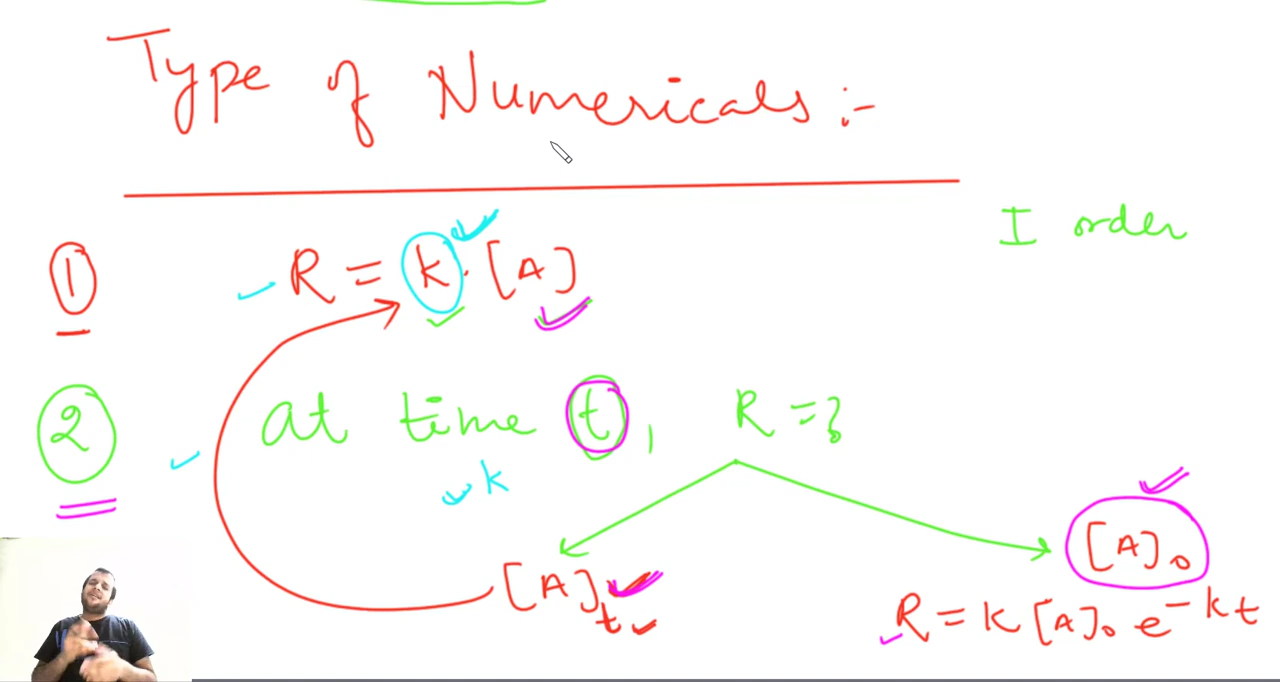 Type of Numericals :-
I order
1 R = k · [A]
2 at time t, R = ?
k
[A]t [A]₀
R = k [A]₀ e⁻ᵏᵗ